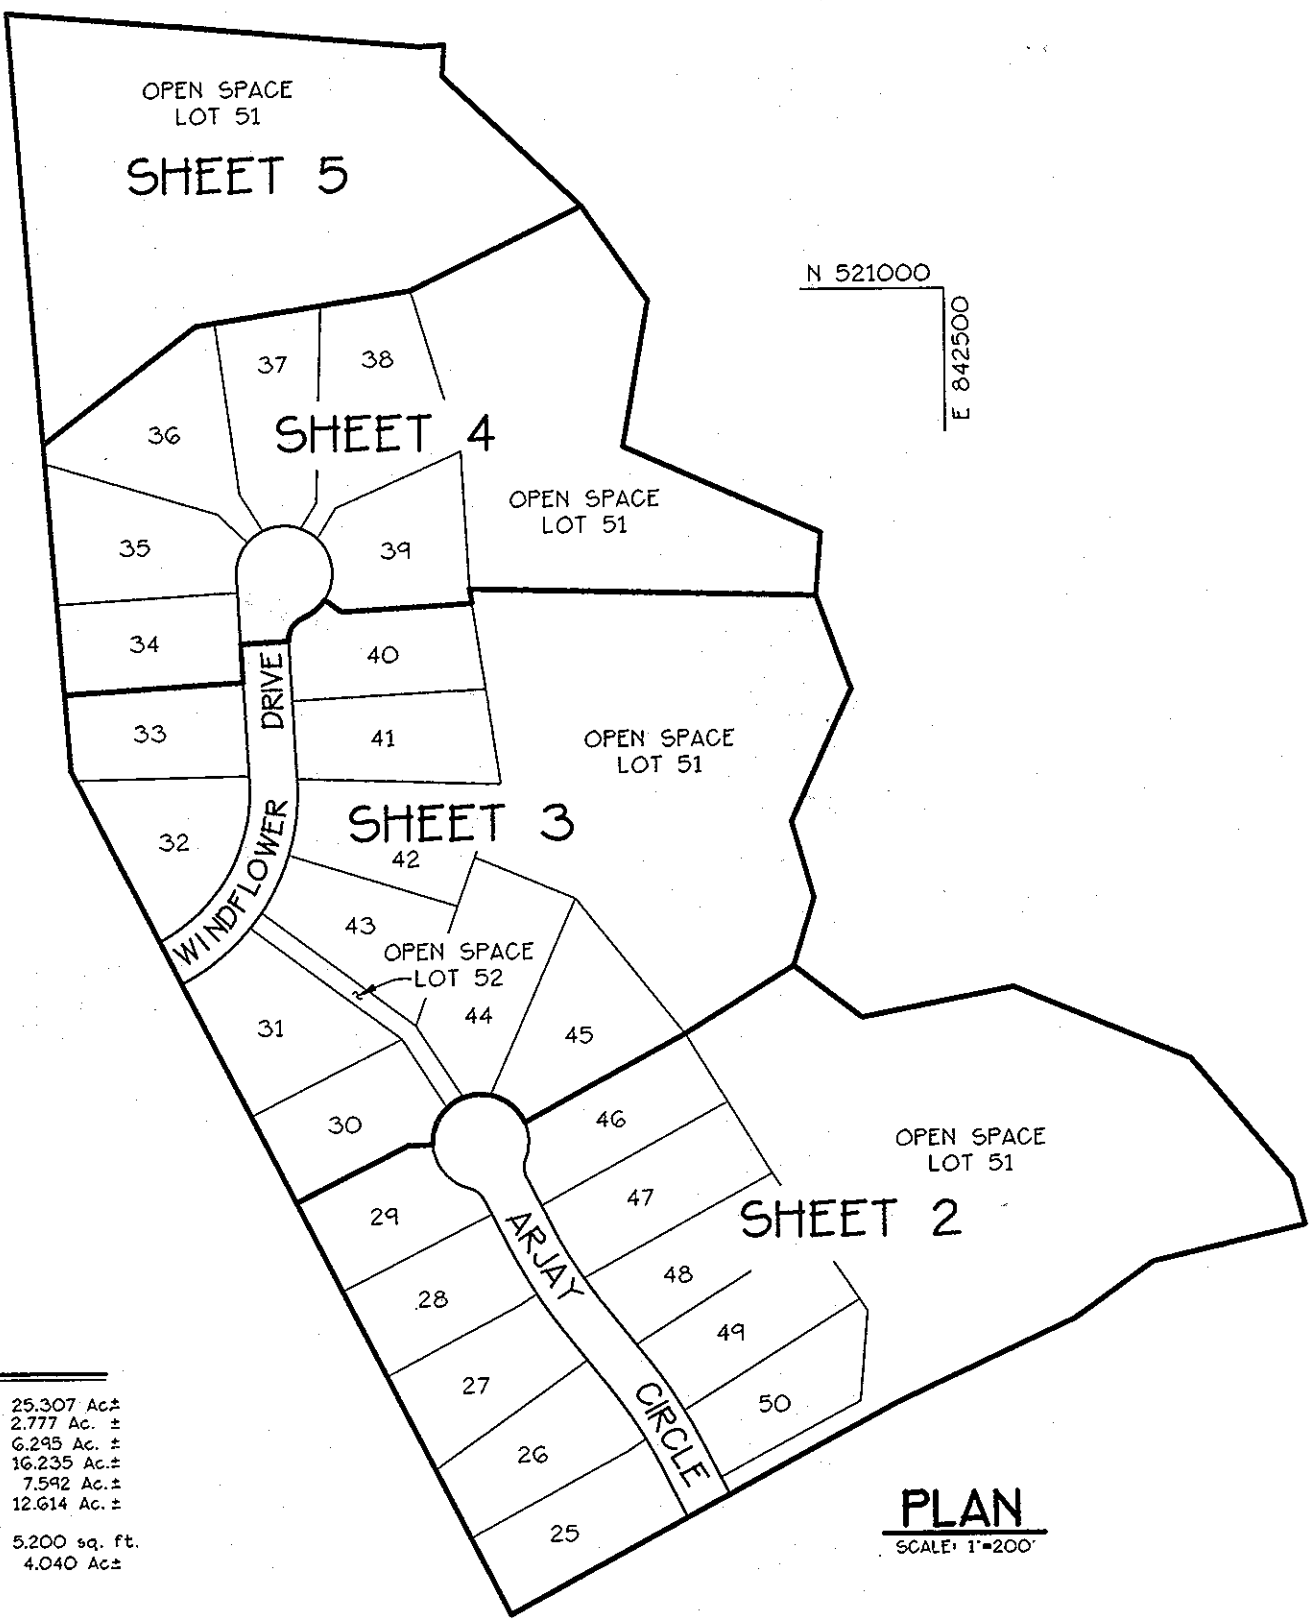 OPEN SPACE
LOT 51
SHEET 5
N 521000
E 842500
37
38
36
SHEET 4
OPEN SPACE
LOT 51
35
39
34
40
33
41
WINDFLOWER DRIVE
OPEN SPACE
LOT 51
SHEET 3
32
42
43
OPEN SPACE
LOT 52
31
44
45
30
46
OPEN SPACE
LOT 51
47
SHEET 2
29
ARJAY CIRCLE
48
28
49
27
50
26
25
25.307 Ac±
2.777 Ac. ±
6.295 Ac. ±
16.235 Ac.±
7.592 Ac.±
12.614 Ac. ±
5,200 sq. ft.
4.040 Ac±
PLAN
SCALE: 1"=200'